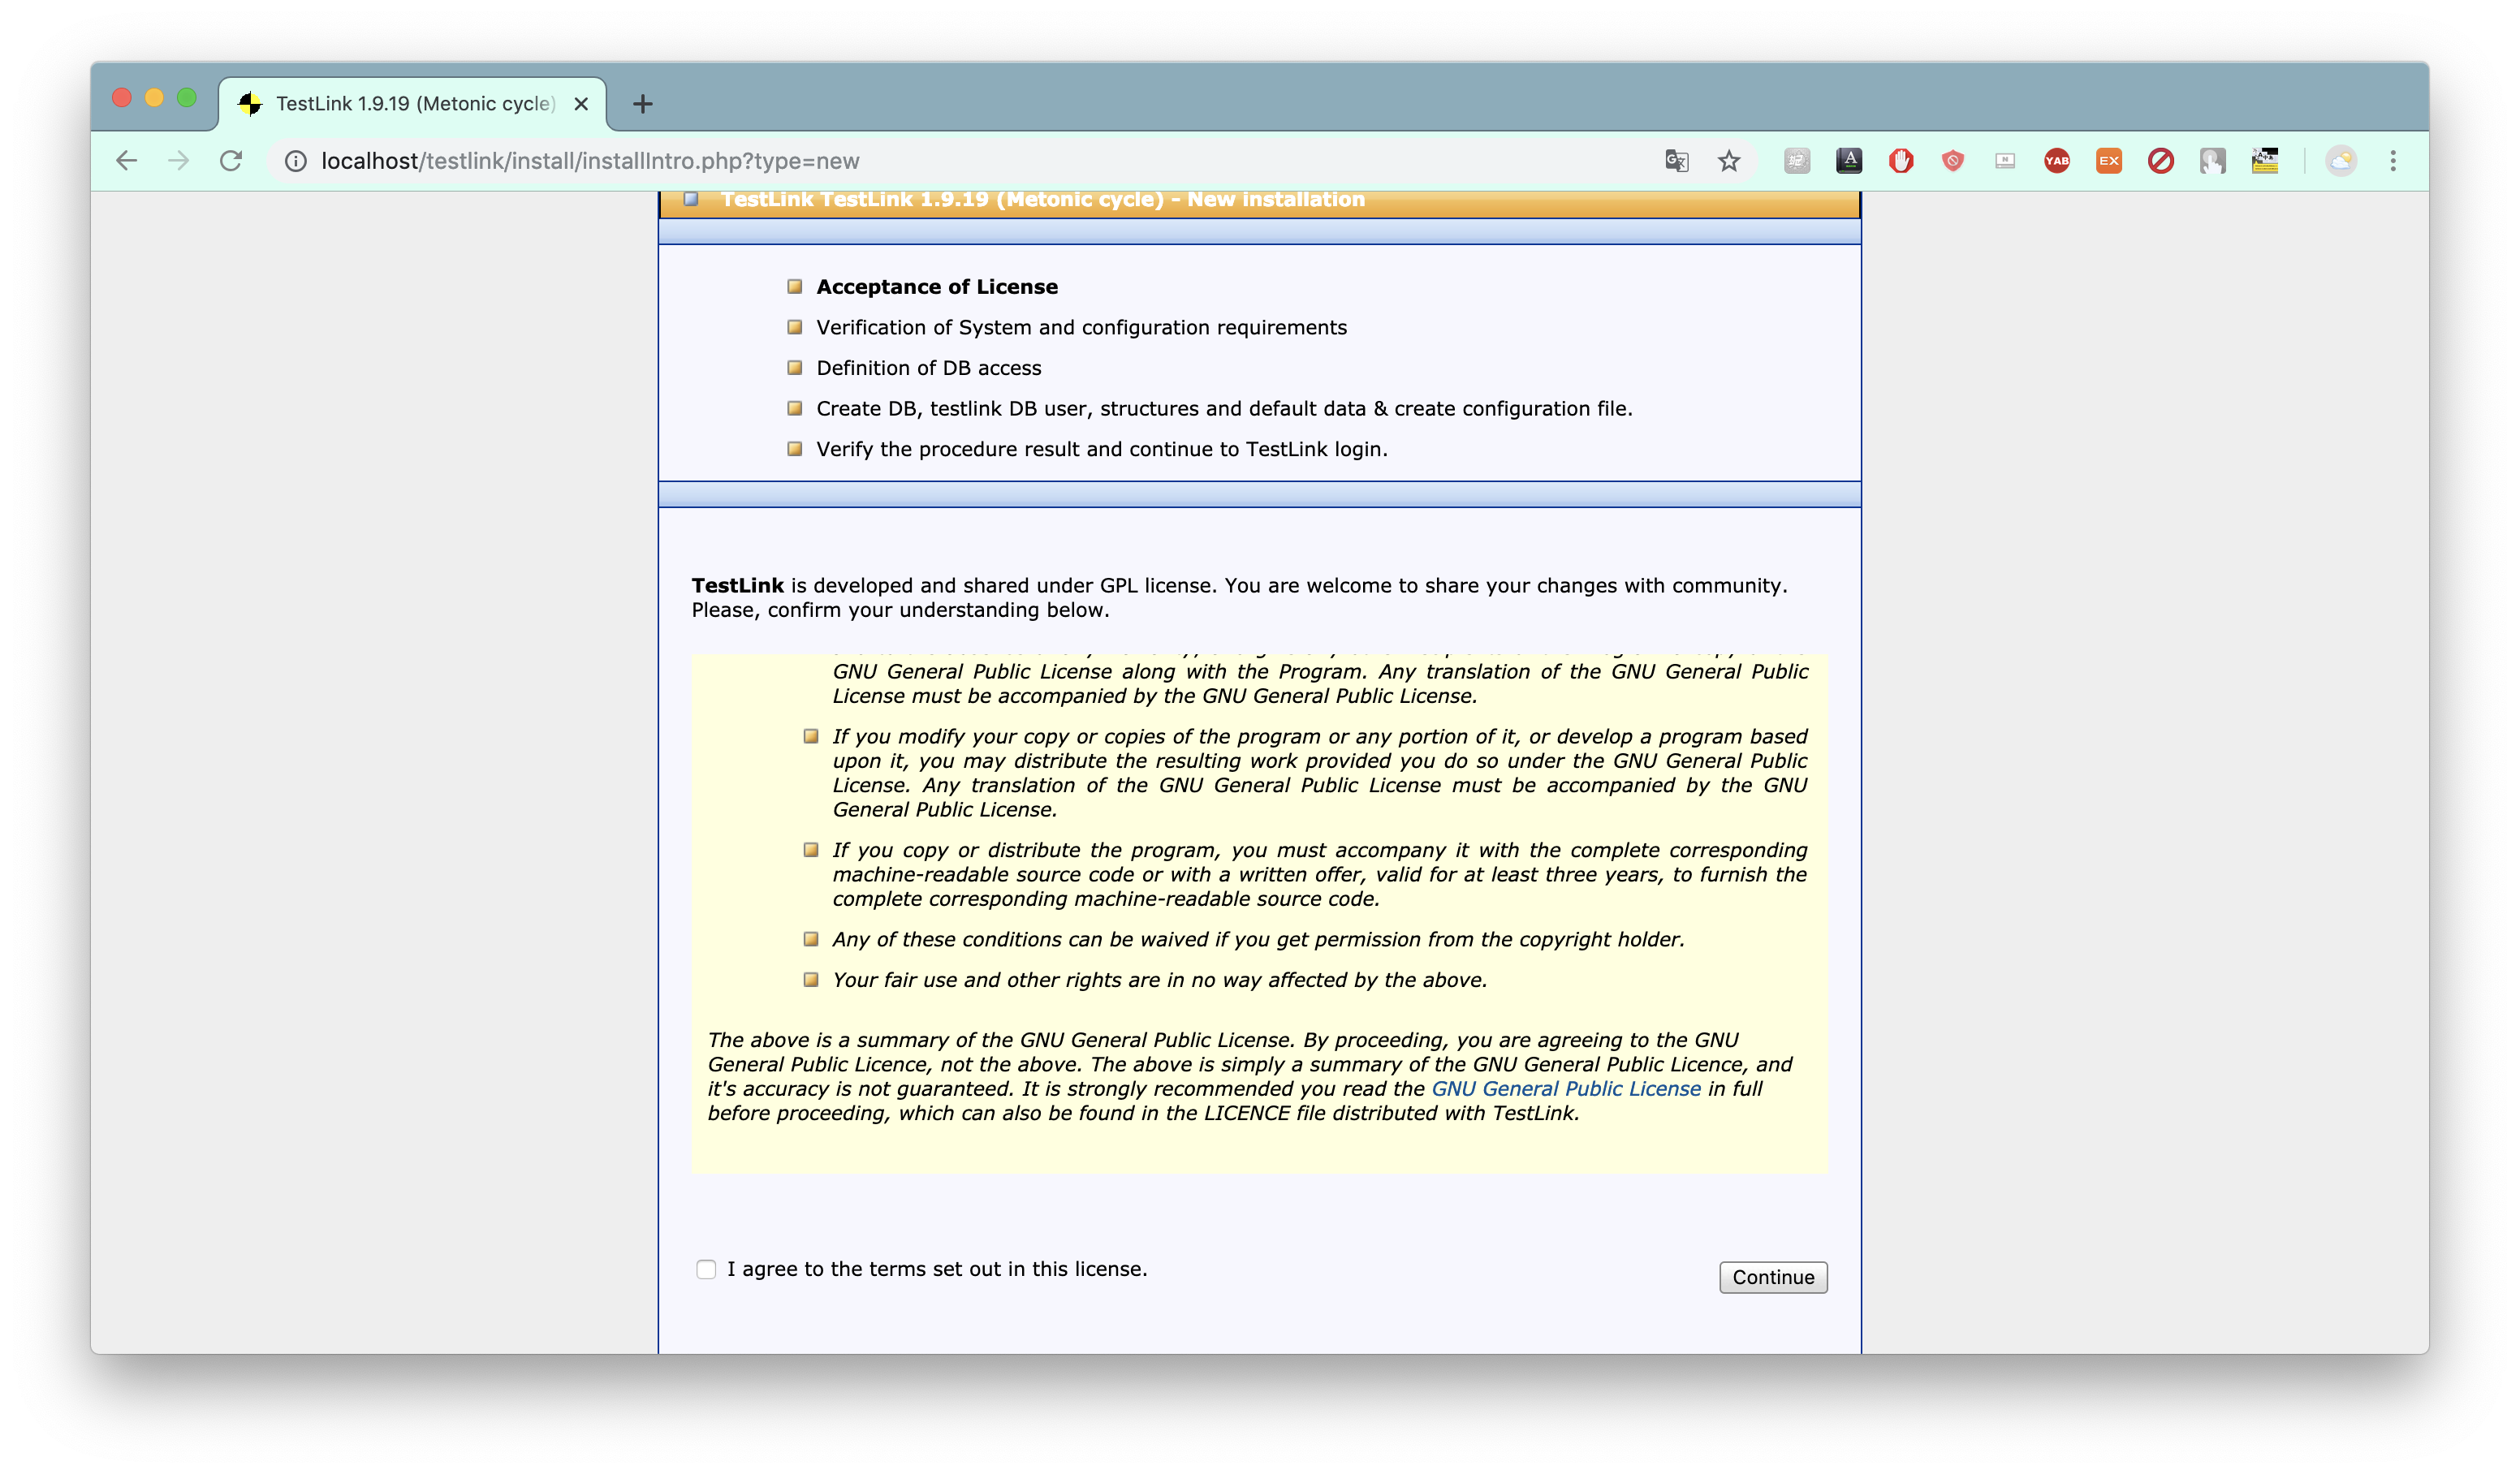 TestLink 1.9.19 (Metonic cycle)
localhost/testlink/install/installIntro.php?type=new
A
YAB
EX
TestLink TestLink 1.9.19 (Metonic cycle) - New installation
Acceptance of License
Verification of System and configuration requirements
Definition of DB access
Create DB, testlink DB user, structures and default data & create configuration file.
Verify the procedure result and continue to TestLink login.
TestLink is developed and shared under GPL license. You are welcome to share your changes with community.
Please, confirm your understanding below.
GNU General Public License along with the Program. Any translation of the GNU General Public
License must be accompanied by the GNU General Public License.
If you modify your copy or copies of the program or any portion of it, or develop a program based
upon it, you may distribute the resulting work provided you do so under the GNU General Public
License. Any translation of the GNU General Public License must be accompanied by the GNU
General Public License.
If you copy or distribute the program, you must accompany it with the complete corresponding
machine-readable source code or with a written offer, valid for at least three years, to furnish the
complete corresponding machine-readable source code.
Any of these conditions can be waived if you get permission from the copyright holder.
Your fair use and other rights are in no way affected by the above.
The above is a summary of the GNU General Public License. By proceeding, you are agreeing to the GNU
General Public Licence, not the above. The above is simply a summary of the GNU General Public Licence, and
it's accuracy is not guaranteed. It is strongly recommended you read the GNU General Public License in full
before proceeding, which can also be found in the LICENCE file distributed with TestLink.
I agree to the terms set out in this license.
Continue